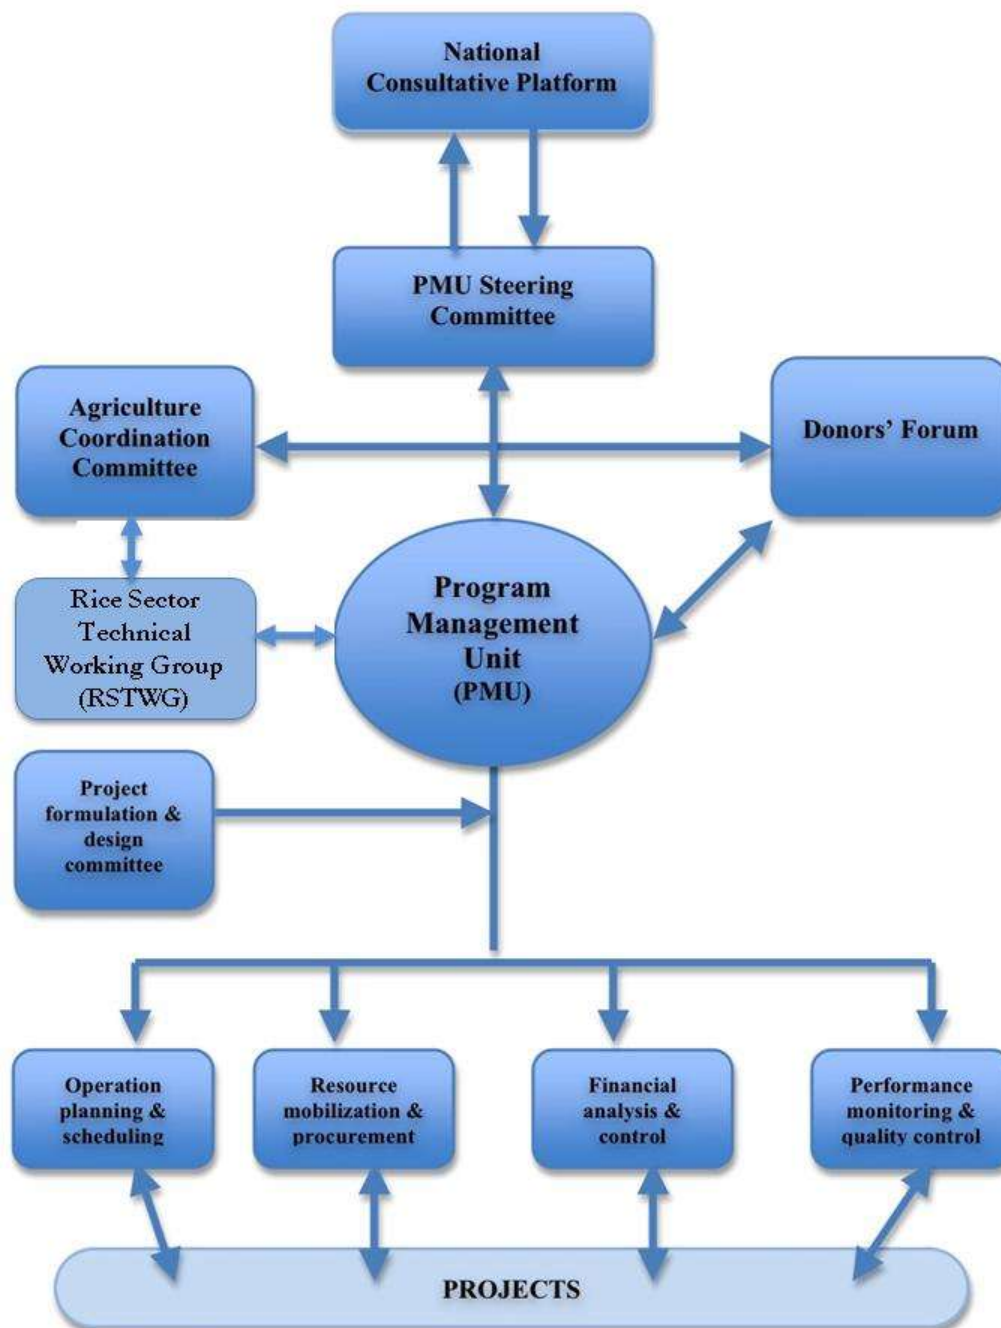 National
Consultative Platform
PMU Steering
Committee
Agriculture
Coordination
Committee
Donors’ Forum
Rice Sector
Technical
Working Group
(RSTWG)
Program
Management
Unit
(PMU)
Project
formulation &
design
committee
Operation
planning &
scheduling
Resource
mobilization &
procurement
Financial
analysis &
control
Performance
monitoring &
quality control
PROJECTS